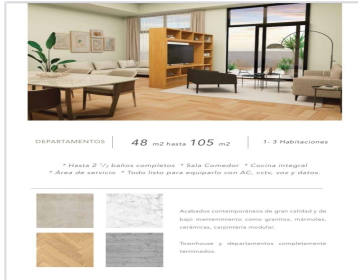 DEPARTAMENTOS 48 m2 hasta 105 m2 1- 3 Habitaciones
* Hasta 2 ¹/₂ baños completos * Sala Comedor * Cocina integral
* Área de servicio * Todo listo para equiparlo con AC, cctv, voz y datos.
Acabados contemporáneos de gran calidad y de
bajo mantenimiento como granitos, mármoles,
cerámicas, carpintería modular.
Townhouse y departamentos completamente
terminados.